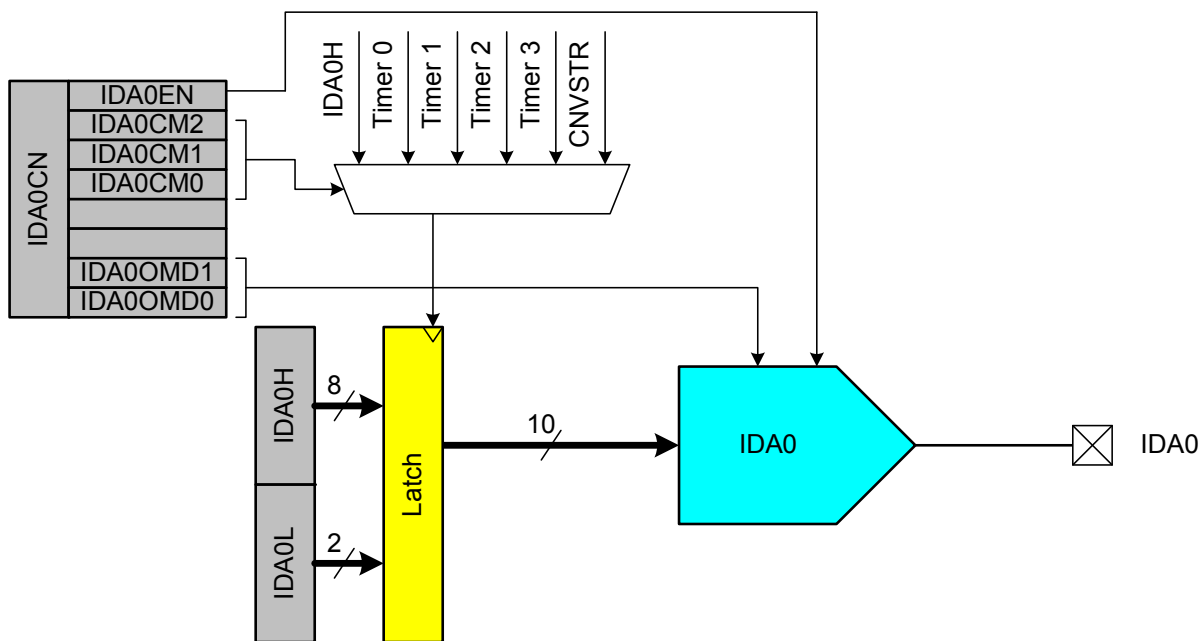 IDA0H
Timer 0
Timer 1
Timer 2
Timer 3
CNVSTR
IDA0CN
IDA0EN
IDA0CM2
IDA0CM1
IDA0CM0
IDA0OMD1
IDA0OMD0
IDA0H
8
IDA0L
2
Latch
10
IDA0
IDA0